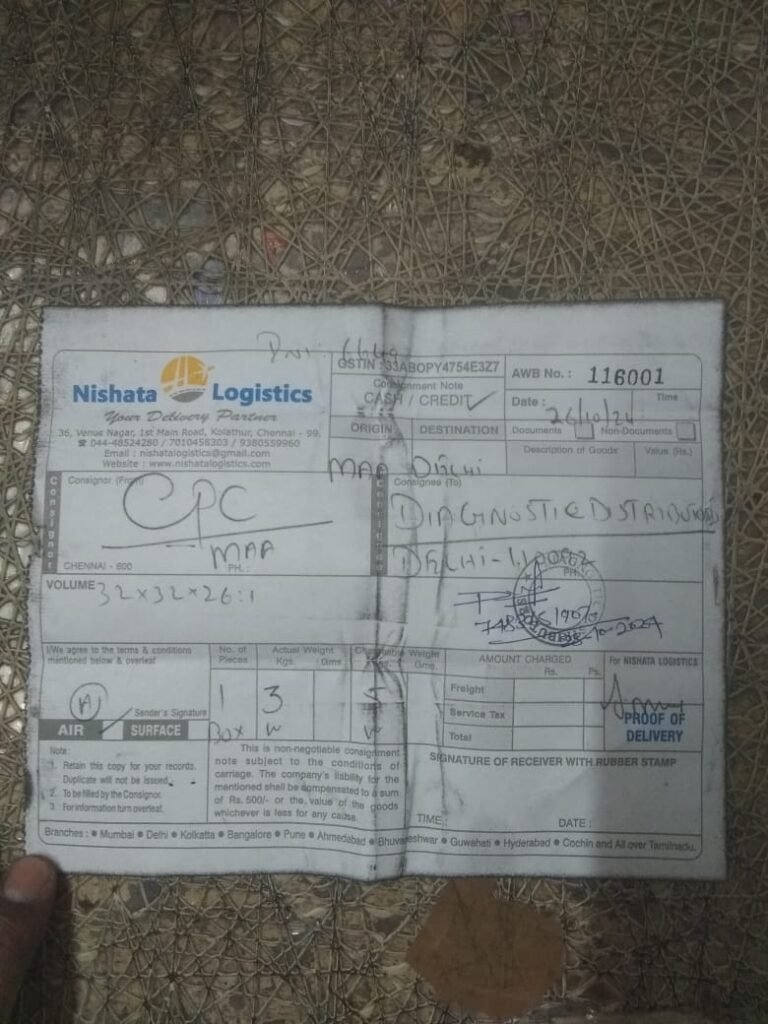 GSTIN : 33ABOPY4754E3Z7
Consignment Note
CASH / CREDIT
AWB No. : 116001
Date : 26/10/24
Time
Nishata Logistics
Your Delivery Partner
36, Venus Nagar, 1st Main Road, Kolathur, Chennai - 99.
044-48524280 / 7010458303 / 9380559960
Email : nishatalogistics@gmail.com
Website : www.nishatalogistics.com
ORIGIN
DESTINATION
MAA
Documents
Non-Documents
Description of Goods
Value (Rs.)
Consignor
Consignor (From)
CPC
MAA
CHENNAI - 600
PH. :
Consignee (To)
DIAGNOSTIC DISTRIBUTORS
VOLUME 32x32x26:1
I/We agree to the terms & conditions
mentioned below & overleaf
Sender's Signature
AIR
SURFACE
No. of
Pieces
1
Box
Actual Weight
Kgs.
Gms.
3
Chargeable Weight
Gms.
5
AMOUNT CHARGED
Rs.
Ps.
Freight
Service Tax
Total
For NISHATA LOGISTICS
PROOF OF
DELIVERY
Note:
1. Retain this copy for your records.
Duplicate will not be issued.
2. To be filled by the Consignor.
3. For information turn overleaf.
This is non-negotiable consignment
note subject to the conditions of
carriage. The company's liability for the
mentioned shall be compensated to a sum
of Rs. 500/- or the value of the goods
whichever is less for any cause.
SIGNATURE OF RECEIVER WITH RUBBER STAMP
TIME:
DATE :
Branches : • Mumbai • Delhi • Kolkatta • Bangalore • Pune • Ahmedabad • Bhuvaneshwar • Guwahati • Hyderabad • Cochin and All over Tamilnadu.